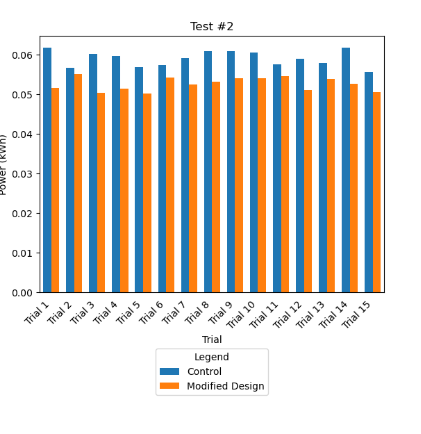 Test #2
Power (kWh)
0.06
0.05
0.04
0.03
0.02
0.01
0.00
Trial 1
Trial 2
Trial 3
Trial 4
Trial 5
Trial 6
Trial 7
Trial 8
Trial 9
Trial 10
Trial 11
Trial 12
Trial 13
Trial 14
Trial 15
Trial
Legend
Control
Modified Design